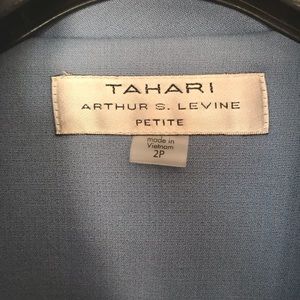 TAHARI
ARTHUR S. LEVINE
PETITE
made in
Vietnam
2P